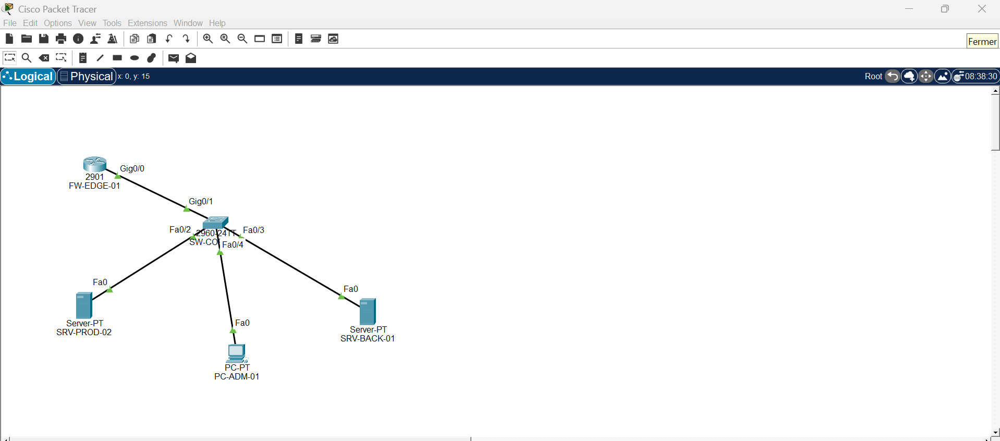 Cisco Packet Tracer
File Edit Options View Tools Extensions Window Help
Fermer
Logical Physical x: 0, y: 15 Root 08:38:30
Gig0/0
2901
FW-EDGE-01
Gig0/1
Fa0/2 Fa0/3
2960-24TT
SW-CO
Fa0/4
Fa0
Fa0
Server-PT
SRV-PROD-02
Fa0
Server-PT
SRV-BACK-01
PC-PT
PC-ADM-01